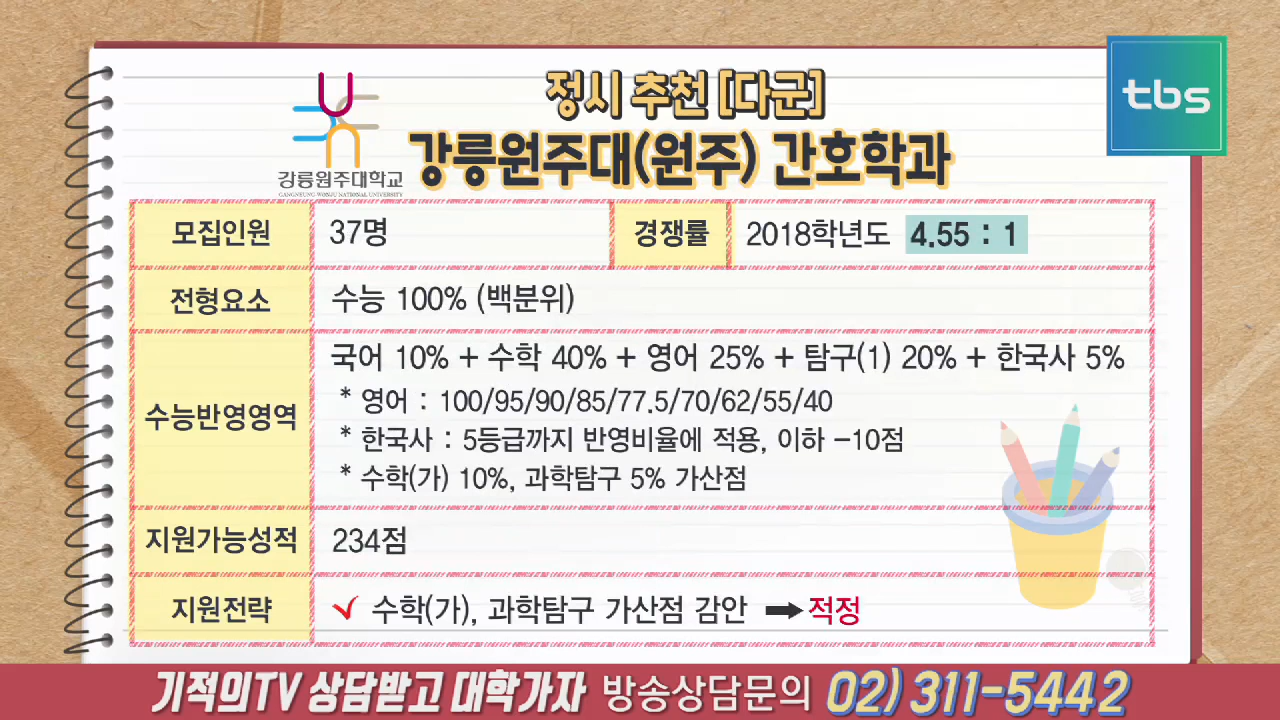 tbs
정시 추천 [다군]
강릉원주대학교
GANGNEUNG-WONJU NATIONAL UNIVERSITY
강릉원주대(원주) 간호학과
모집인원 37명 경쟁률 2018학년도 4.55 : 1
전형요소 수능 100% (백분위)
수능반영영역
국어 10% + 수학 40% + 영어 25% + 탐구(1) 20% + 한국사 5%
* 영어 : 100/95/90/85/77.5/70/62/55/40
* 한국사 : 5등급까지 반영비율에 적용, 이하 -10점
* 수학(가) 10%, 과학탐구 5% 가산점
지원가능성적 234점
지원전략 ✓ 수학(가), 과학탐구 가산점 감안 ➡ 적정
기적의TV 상담받고 대학가자 방송상담문의 02) 311-5442